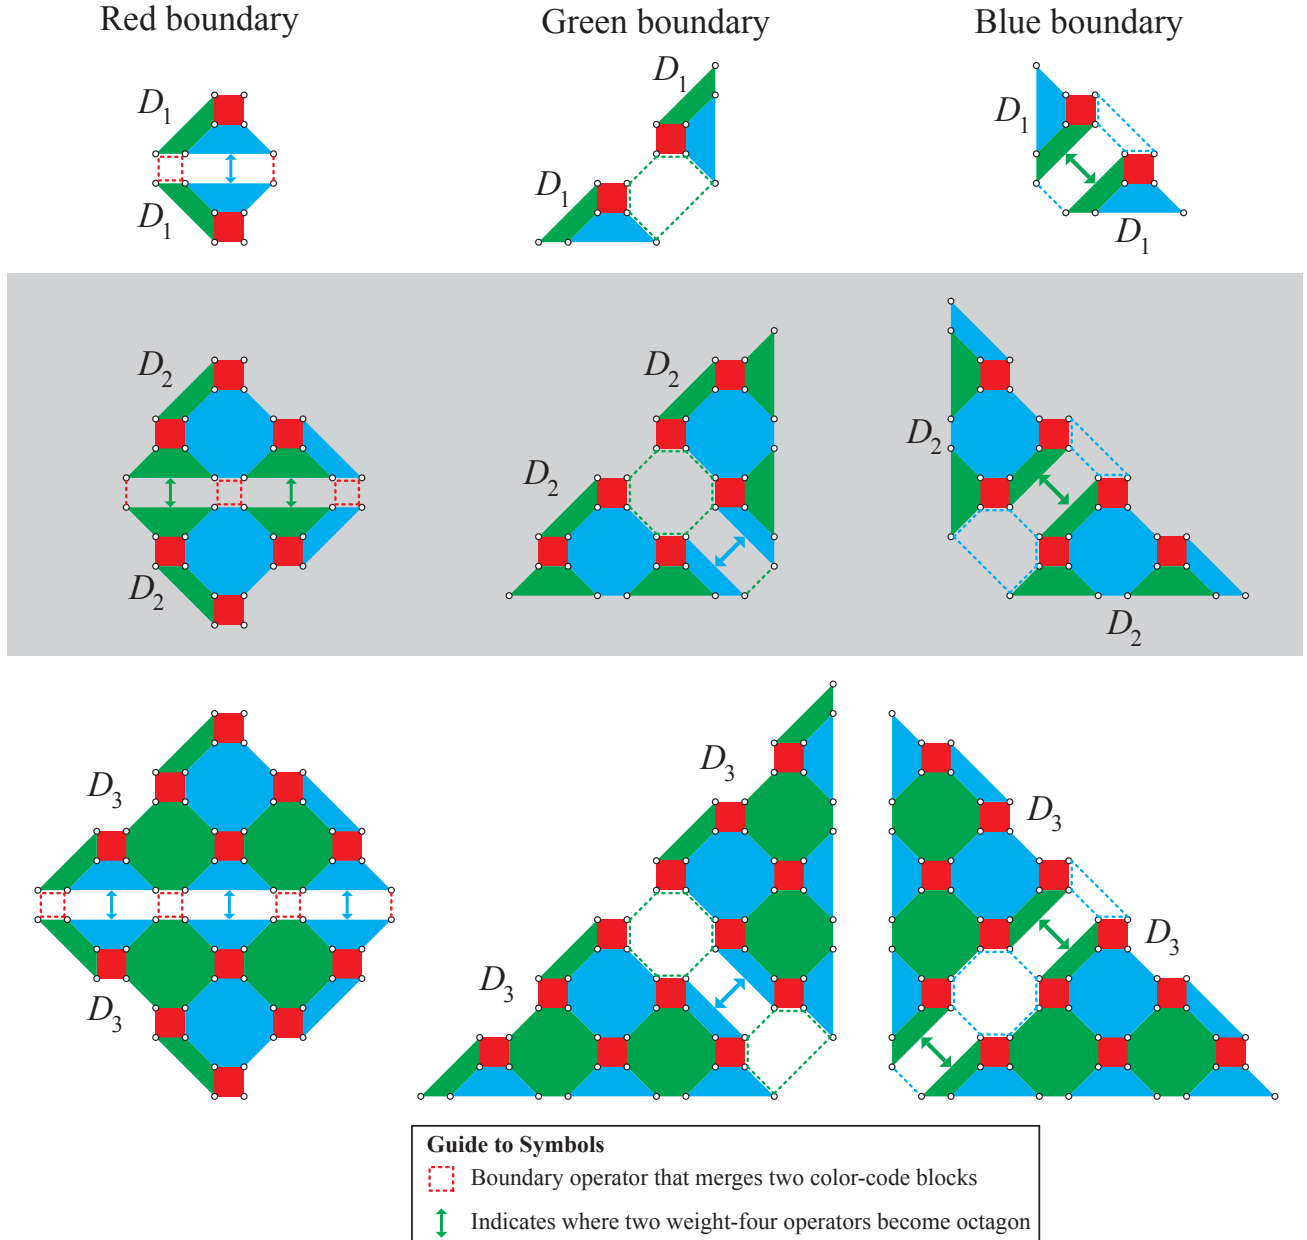 Red boundary
Green boundary
Blue boundary
D1
D1
D1
D1
D1
D1
D2
D2
D2
D2
D2
D2
D3
D3
D3
D3
D3
D3
Guide to Symbols
Boundary operator that merges two color-code blocks
Indicates where two weight-four operators become octagon